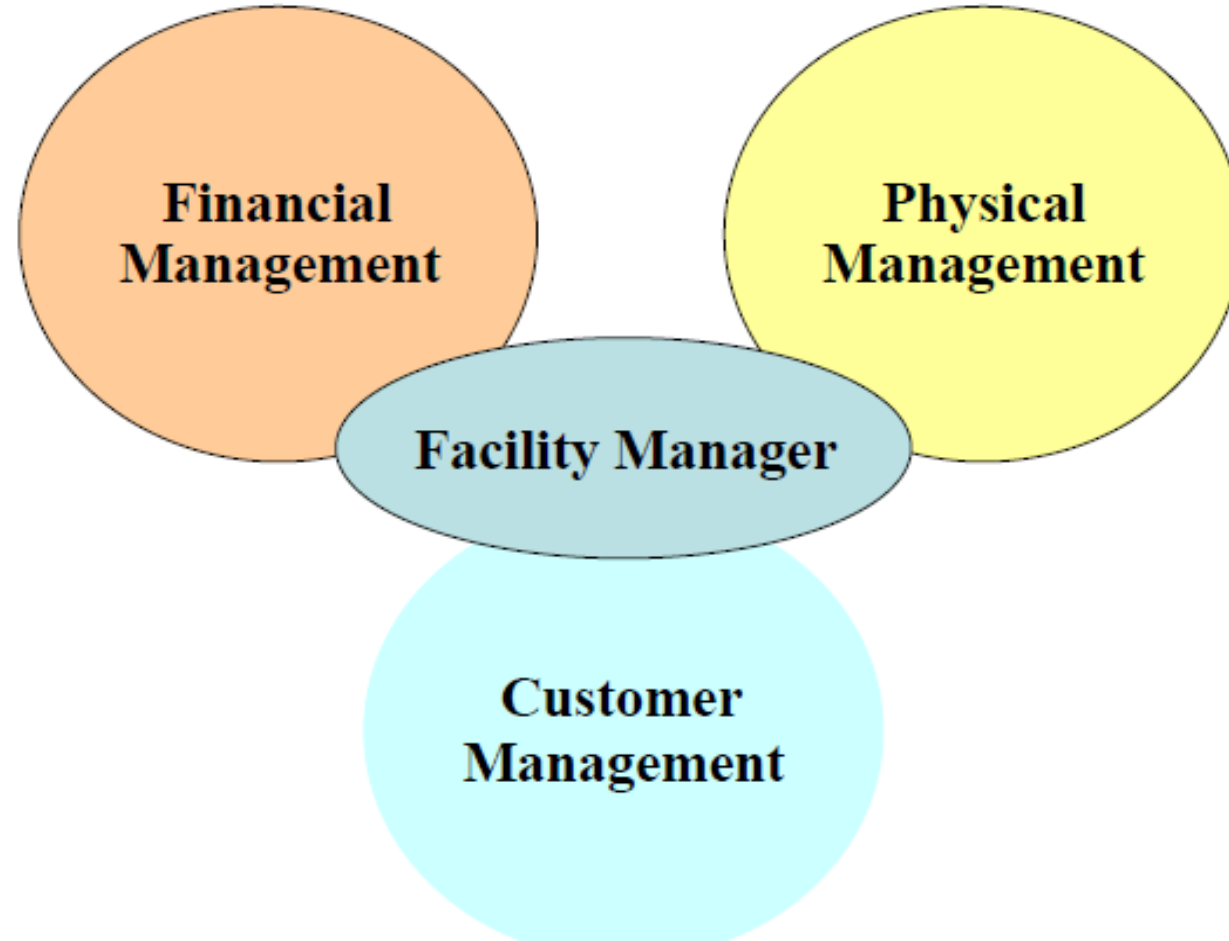 Financial
Management
Physical
Management
Facility Manager
Customer
Management